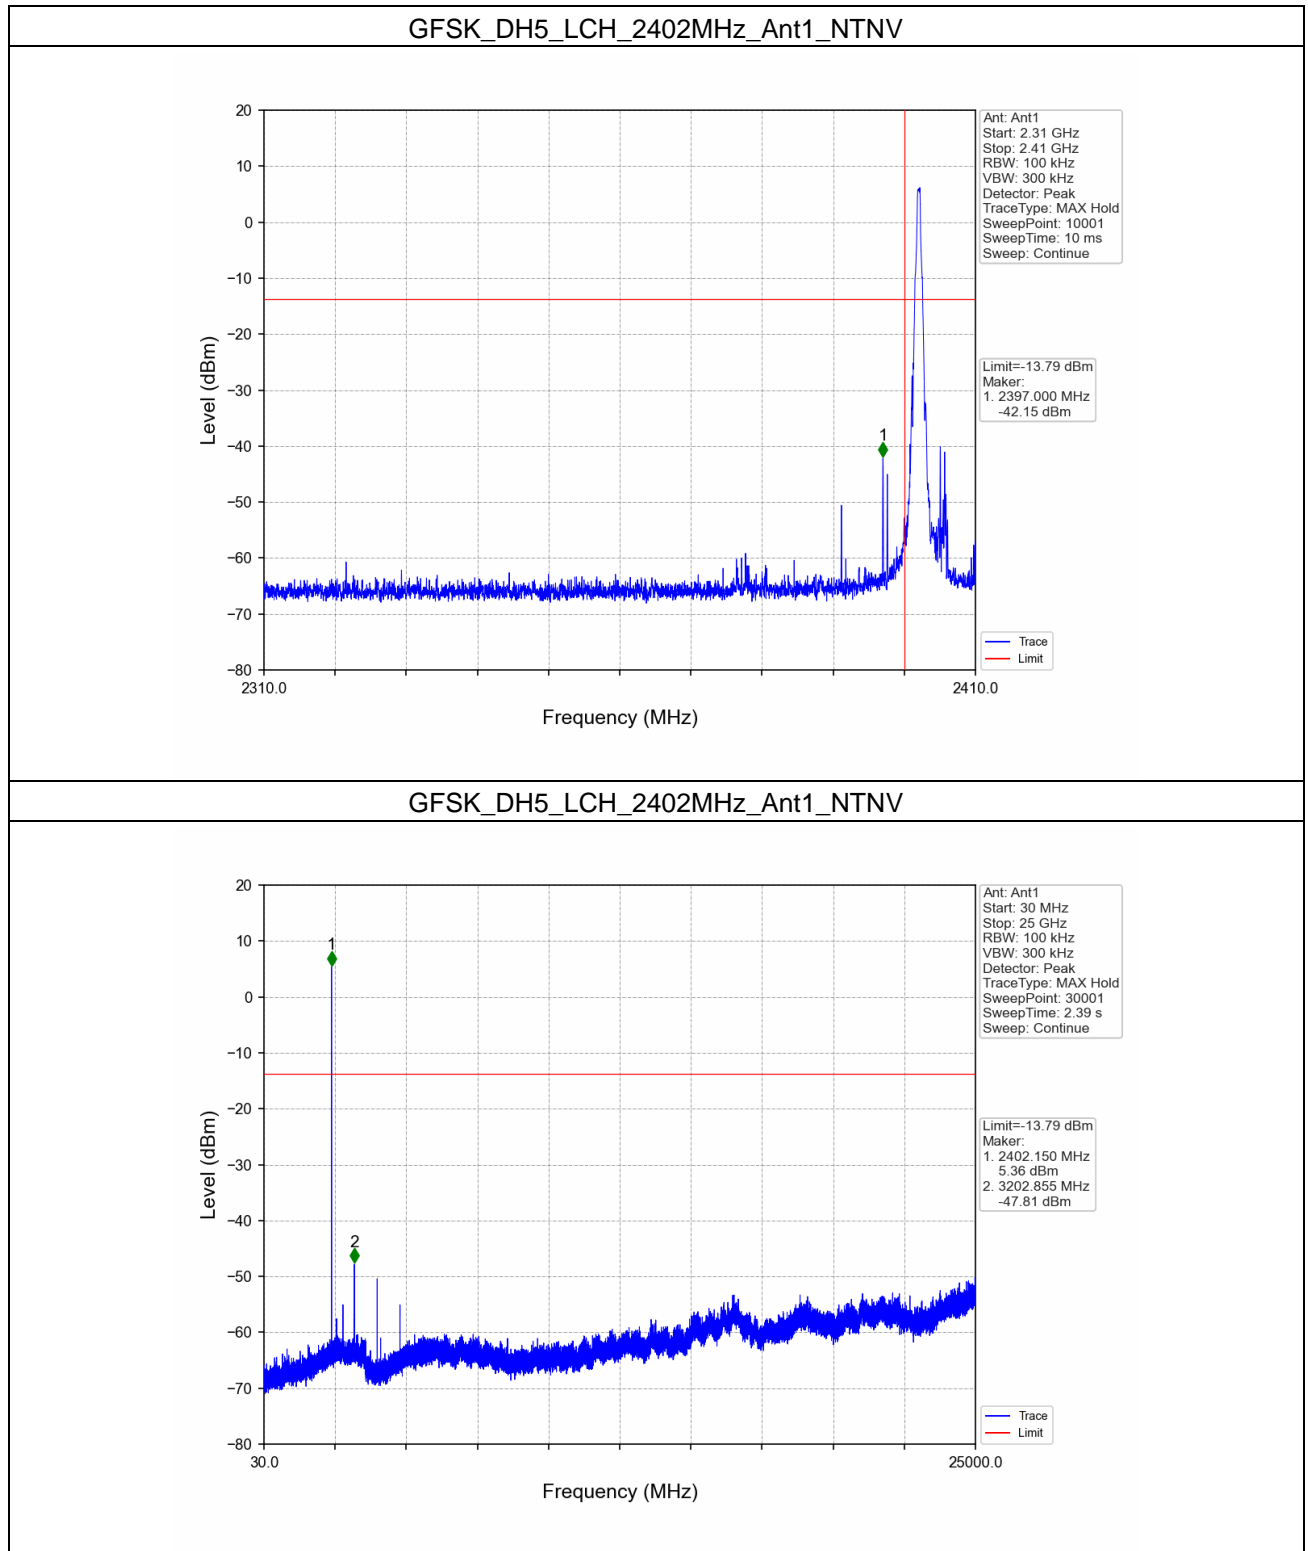 GFSK_DH5_LCH_2402MHz_Ant1_NTNV
20
10
0
−10
−20
−30
−40
−50
−60
−70
−80
Level (dBm)
1
2310.0
2410.0
Frequency (MHz)
Ant: Ant1
Start: 2.31 GHz
Stop: 2.41 GHz
RBW: 100 kHz
VBW: 300 kHz
Detector: Peak
TraceType: MAX Hold
SweepPoint: 10001
SweepTime: 10 ms
Sweep: Continue
Limit=-13.79 dBm
Maker:
1. 2397.000 MHz
-42.15 dBm
Trace
Limit
GFSK_DH5_LCH_2402MHz_Ant1_NTNV
20
10
0
−10
−20
−30
−40
−50
−60
−70
−80
Level (dBm)
1
2
30.0
25000.0
Frequency (MHz)
Ant: Ant1
Start: 30 MHz
Stop: 25 GHz
RBW: 100 kHz
VBW: 300 kHz
Detector: Peak
TraceType: MAX Hold
SweepPoint: 30001
SweepTime: 2.39 s
Sweep: Continue
Limit=-13.79 dBm
Maker:
1. 2402.150 MHz
5.36 dBm
2. 3202.855 MHz
-47.81 dBm
Trace
Limit